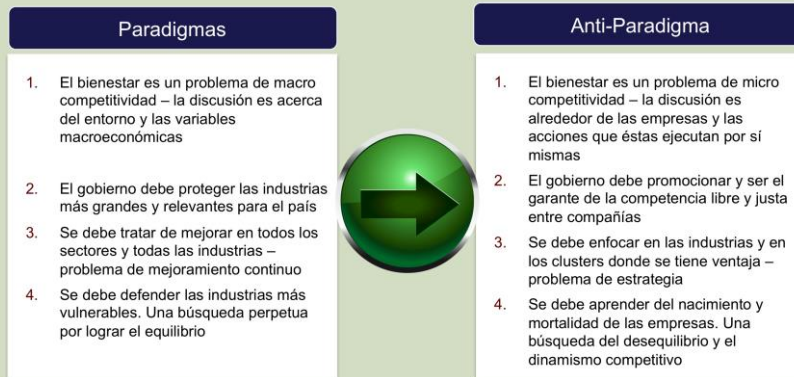 Paradigmas
1. El bienestar es un problema de macro
competitividad – la discusión es acerca
del entorno y las variables
macroeconómicas
2. El gobierno debe proteger las industrias
más grandes y relevantes para el país
3. Se debe tratar de mejorar en todos los
sectores y todas las industrias –
problema de mejoramiento continuo
4. Se debe defender las industrias más
vulnerables. Una búsqueda perpetua
por lograr el equilibrio
Anti-Paradigma
1. El bienestar es un problema de micro
competitividad – la discusión es
alrededor de las empresas y las
acciones que éstas ejecutan por sí
mismas
2. El gobierno debe promocionar y ser el
garante de la competencia libre y justa
entre compañías
3. Se debe enfocar en las industrias y en
los clusters donde se tiene ventaja –
problema de estrategia
4. Se debe aprender del nacimiento y
mortalidad de las empresas. Una
búsqueda del desequilibrio y el
dinamismo competitivo